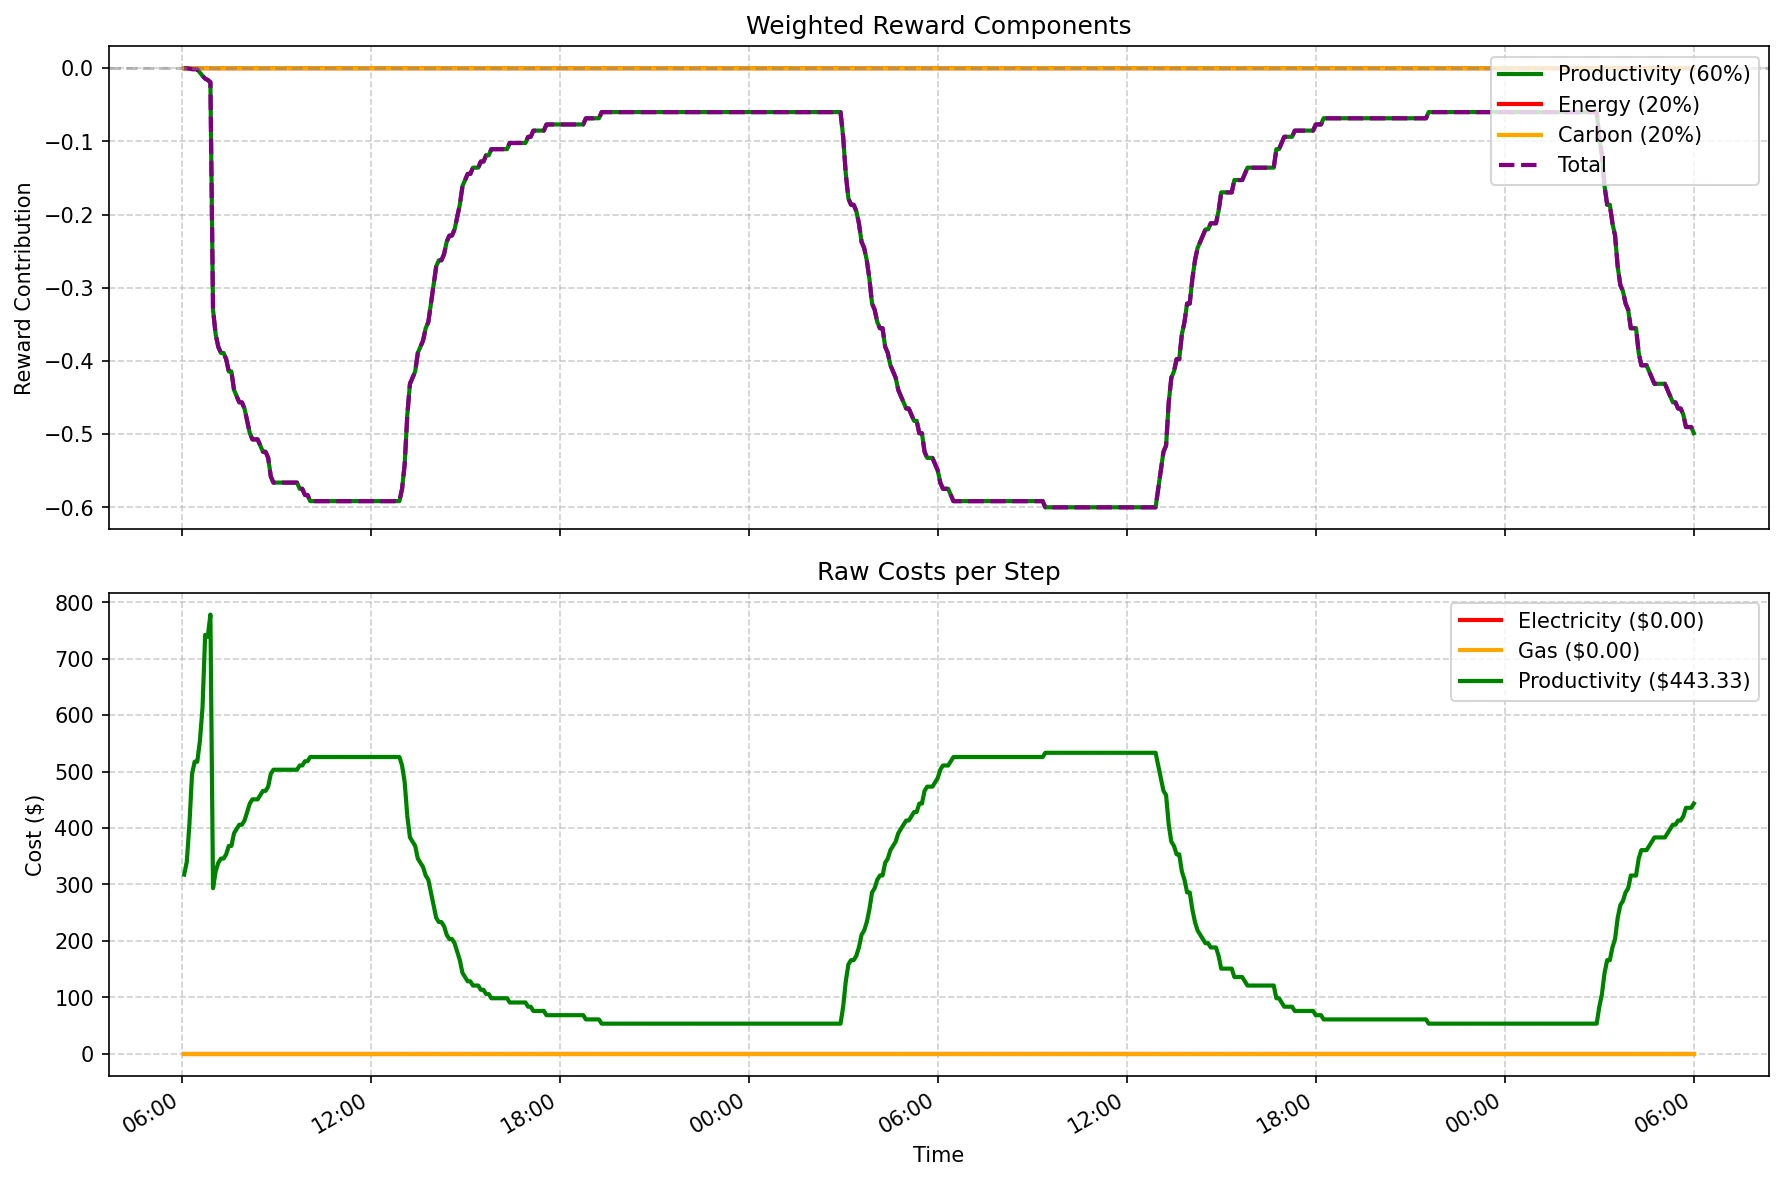 Weighted Reward Components
Reward Contribution
0.0
−0.1
−0.2
−0.3
−0.4
−0.5
−0.6
Productivity (60%)
Energy (20%)
Carbon (20%)
Total
Raw Costs per Step
Cost ($)
800
700
600
500
400
300
200
100
0
Electricity ($0.00)
Gas ($0.00)
Productivity ($443.33)
06:00 12:00 18:00 00:00 06:00 12:00 18:00 00:00 06:00
Time